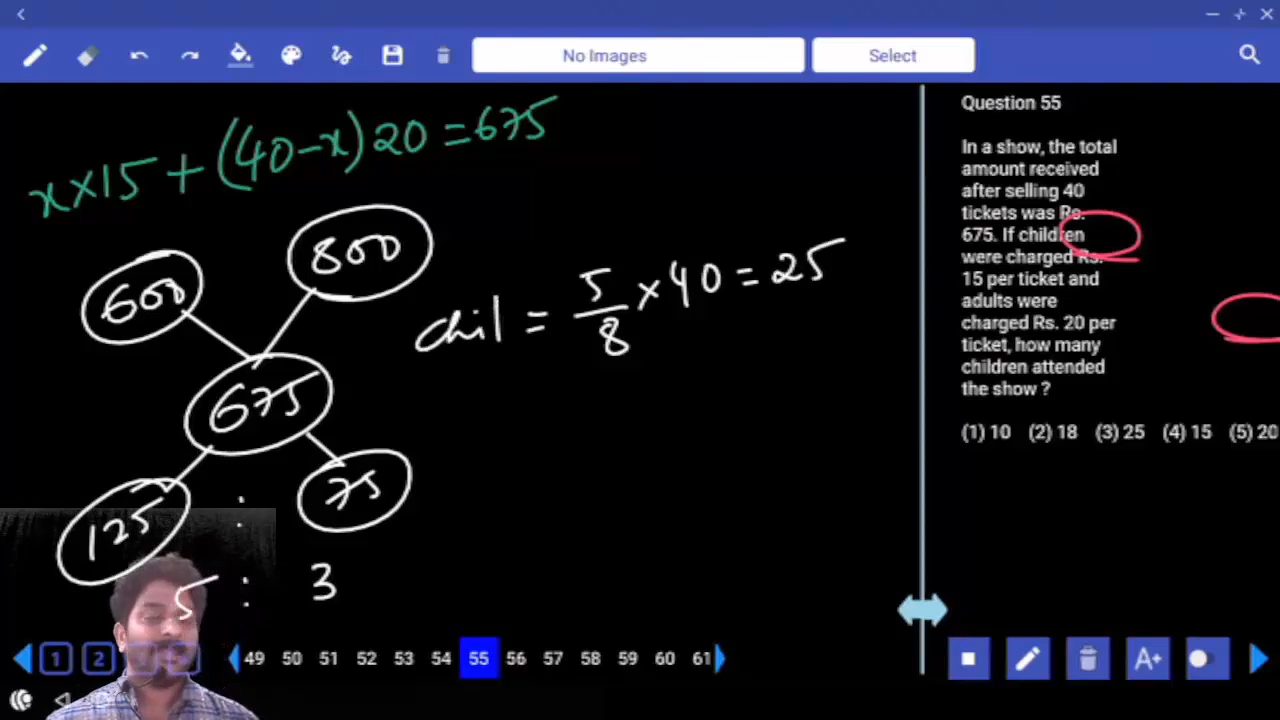 No Images
Select
x×15+(40-x)20=675
600
800
675
125 : 75
5 : 3
chil = 5/8 ×40 = 25
Question 55
In a show, the total
amount received
after selling 40
tickets was Rs.
675. If children
were charged Rs.
15 per ticket and
adults were
charged Rs. 20 per
ticket, how many
children attended
the show ?
(1) 10 (2) 18 (3) 25 (4) 15 (5) 20
1 2
49 50 51 52 53 54 55 56 57 58 59 60 61
A+